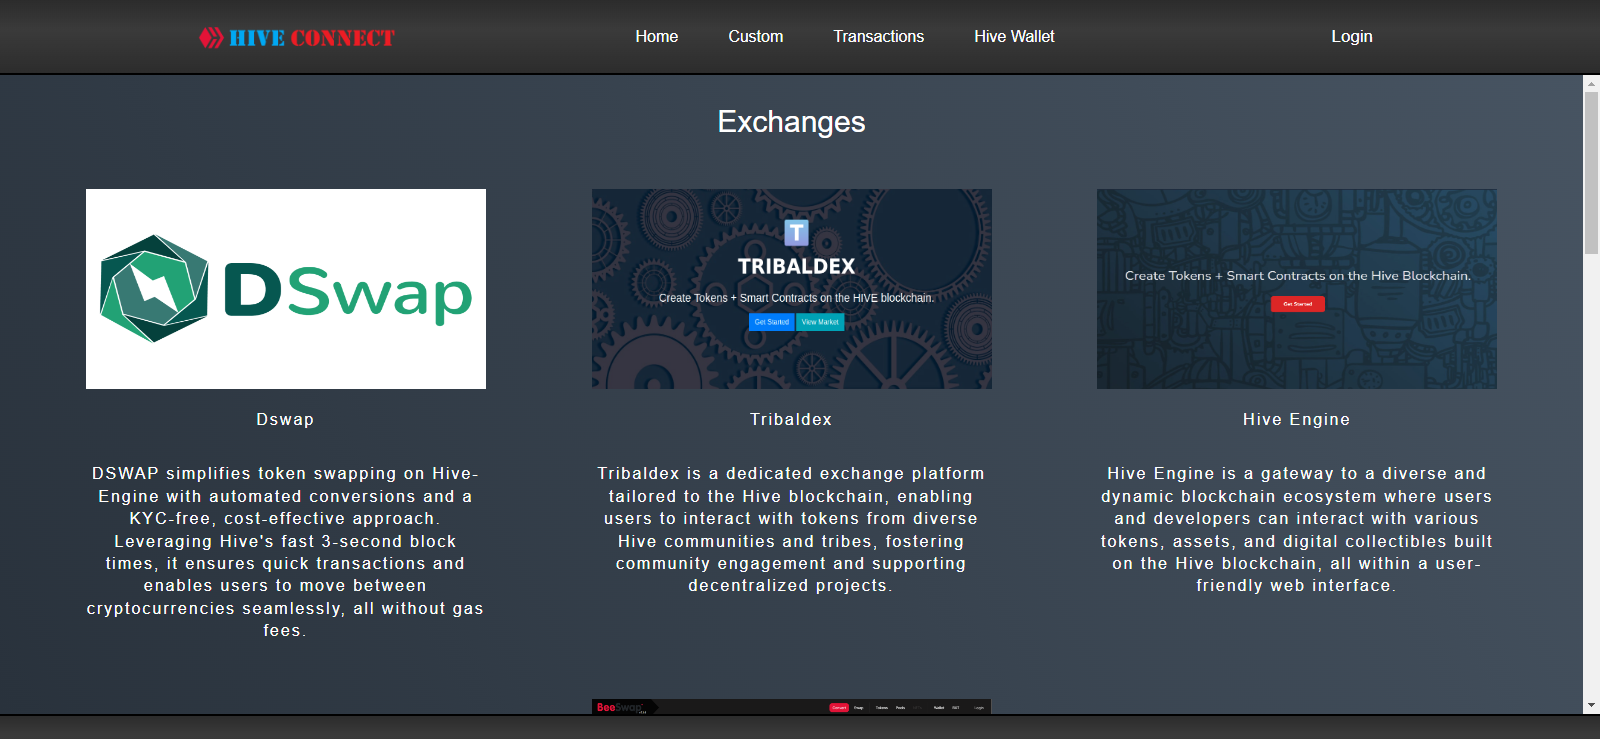 HIVE CONNECT
Home Custom Transactions Hive Wallet Login
Exchanges
DSwap
T
TRIBALDEX
Create Tokens + Smart Contracts on the HIVE blockchain.
Get Started View Market
Create Tokens + Smart Contracts on the Hive Blockchain.
Get Started
Dswap
DSWAP simplifies token swapping on Hive-
Engine with automated conversions and a
KYC-free, cost-effective approach.
Leveraging Hive's fast 3-second block
times, it ensures quick transactions and
enables users to move between
cryptocurrencies seamlessly, all without gas
fees.
Tribaldex
Tribaldex is a dedicated exchange platform
tailored to the Hive blockchain, enabling
users to interact with tokens from diverse
Hive communities and tribes, fostering
community engagement and supporting
decentralized projects.
Hive Engine
Hive Engine is a gateway to a diverse and
dynamic blockchain ecosystem where users
and developers can interact with various
tokens, assets, and digital collectibles built
on the Hive blockchain, all within a user-
friendly web interface.
BeeSwap Convert Swap Tokens Pools Wallet Login